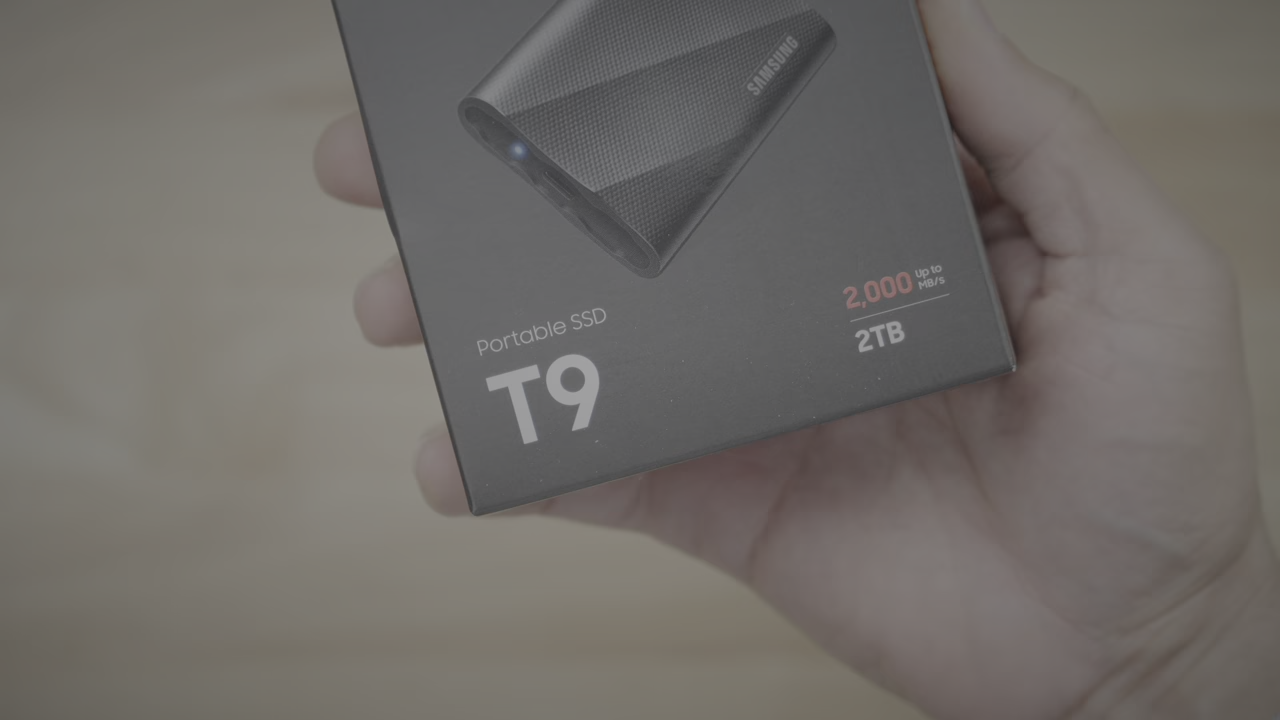 SAMSUNG
Portable SSD
T9
2,000 Up to
MB/s
2TB